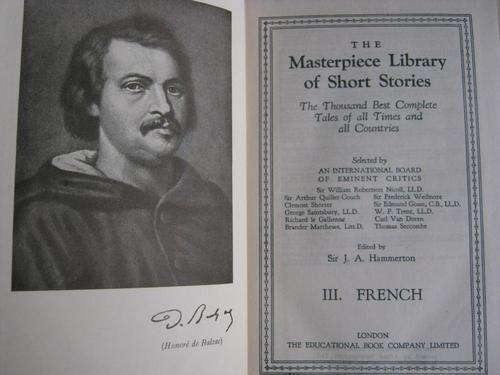 (Honoré de Balzac)
THE
Masterpiece Library
of Short Stories
The Thousand Best Complete
Tales of all Times and
all Countries
Selected by
AN INTERNATIONAL BOARD
OF EMINENT CRITICS
Sir William Robertson Nicoll, LL.D.
Sir Arthur Quiller-Couch Sir Frederick Wedmore
Clement Shorter Sir Edmund Gosse, C.B., LL.D.
George Saintsbury, LL.D. W. P. Trent, LL.D.
Richard le Gallienne Carl Van Doren
Brander Matthews, Litt.D. Thomas Seccombe
Edited by
Sir J. A. Hammerton
III. FRENCH
LONDON
THE EDUCATIONAL BOOK COMPANY LIMITED